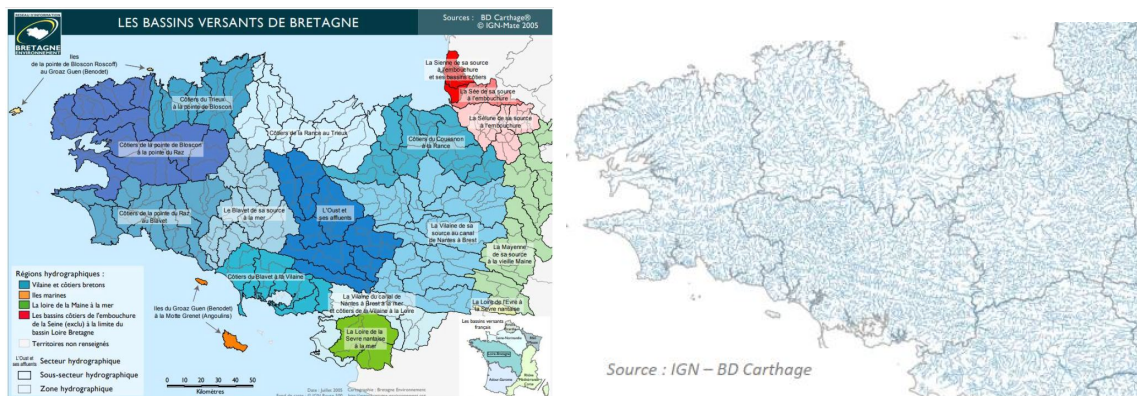 BRETAGNE
ENVIRONNEMENT
LES BASSINS VERSANTS DE BRETAGNE
Sources : BD Carthage®
© IGN-Mate 2005
Iles
de la pointe de Bloscon Roscoff)
au Groaz Guen (Benodet)
La Sienne de sa source
à l'embouchure
et ses bassins côtiers
La Sée de sa source
à l'embouchure
La Sélune de sa source
à l'embouchure
Côtiers du Trieux
à la pointe de Bloscon
Côtiers de la Rance au Trieux
Côtiers du Couesnon
à la Rance
Côtiers de la pointe de Bloscon
à la pointe du Raz
Côtiers de la pointe du Raz
au Blavet
Le Blavet de sa source
à la mer
L'Oust et
ses affluents
La Vilaine de sa
source au canal
de Nantes à Brest
La Mayenne
de sa source
à la vieille Maine
Côtiers du Blavet à la Vilaine
La Vilaine du canal de
Nantes à Brest à la mer
et côtiers de la Vilaine à la Loire
La Loire de l'Evre à
la Sèvre nantaise
La Loire de la
Sevre nantaise
à la mer
Iles du Groaz Guen (Benodet)
à la Motte Grenet (Angoulins)
Régions hydrographiques :
Vilaine et côtiers bretons
Iles marines
La loire de la Maine à la mer
Les bassins côtiers de l'embouchure
de la Seine (exclu) à la limite du
bassin Loire Bretagne
Territoires non renseignés
L'Oust et
ses affluents
Secteur hydrographique
Sous-secteur hydrographique
Zone hydrographique
0 10 20 30 40 50
Kilomètres
Les bassins versants
français
Date : Juillet 2005
Cartographie : Bretagne Environnement
Source : IGN – BD Carthage